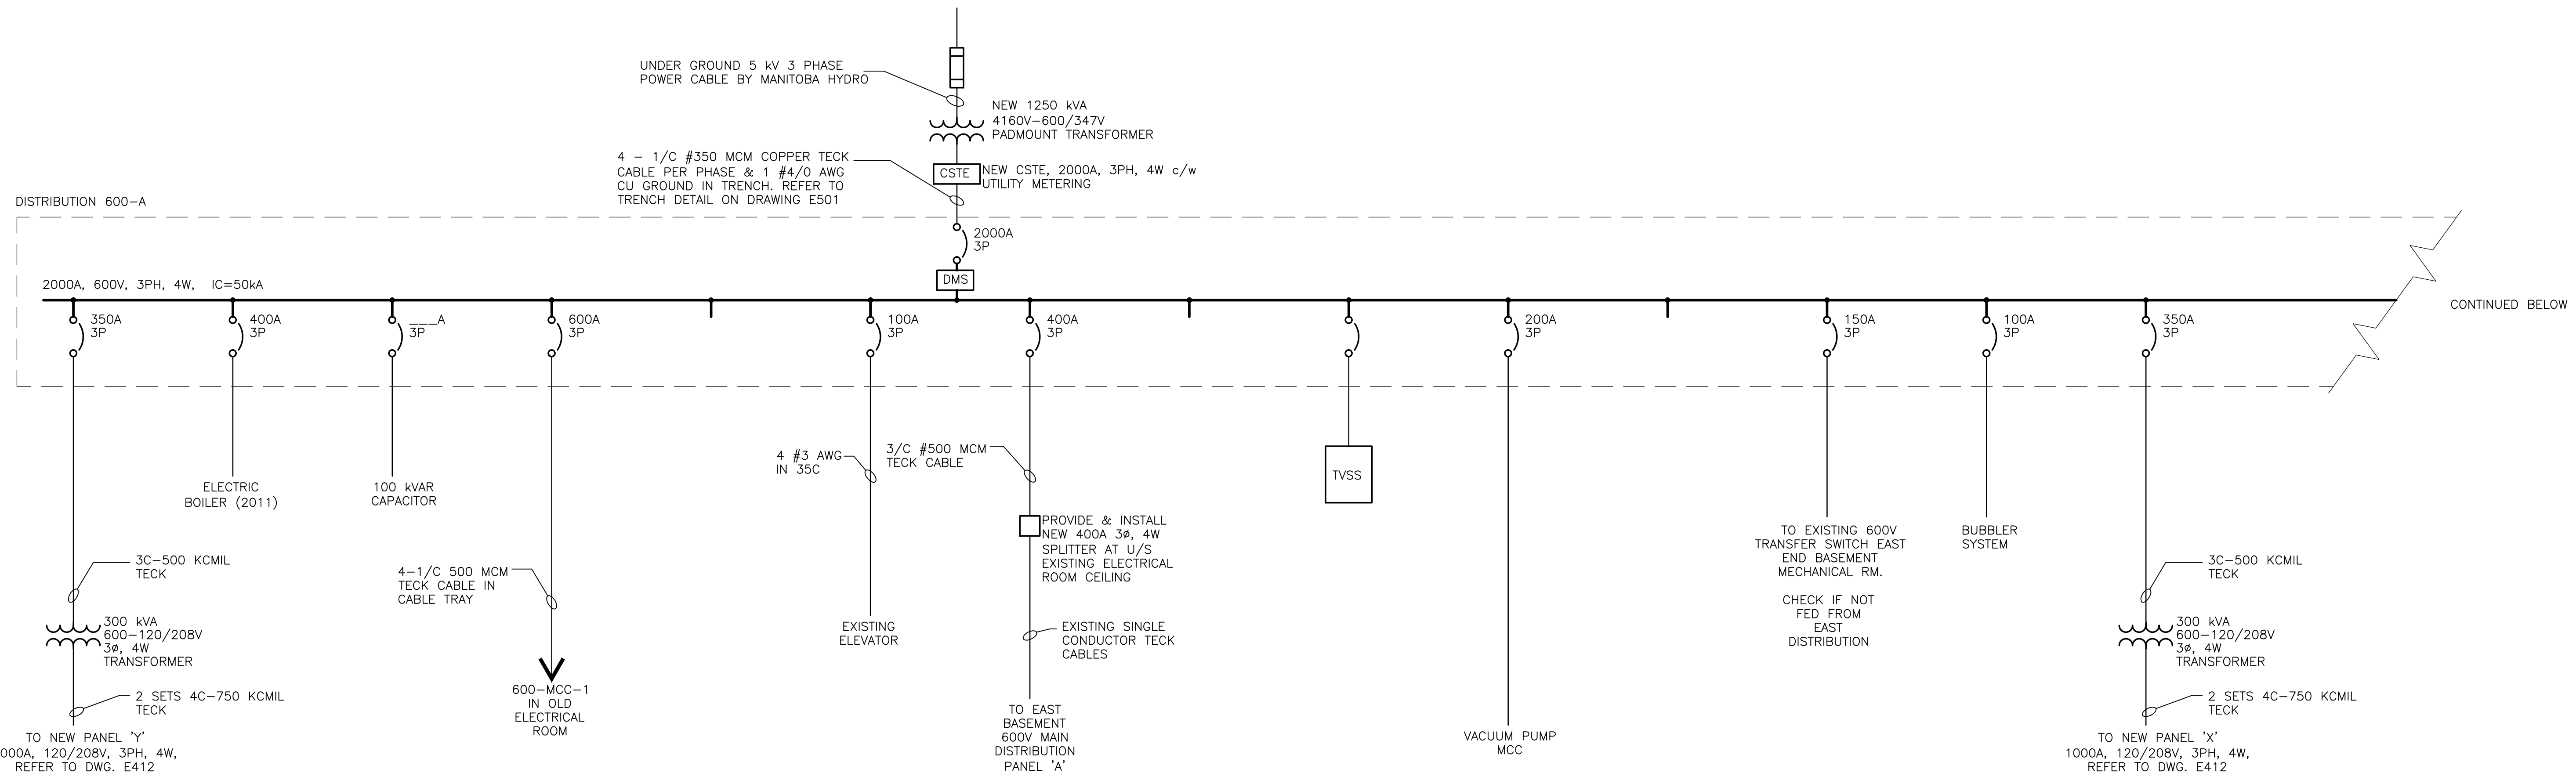 UNDER GROUND 5 kV 3 PHASE
POWER CABLE BY MANITOBA HYDRO
NEW 1250 kVA
4160V-600/347V
PADMOUNT TRANSFORMER
4 - 1/C #350 MCM COPPER TECK
CABLE PER PHASE & 1 #4/0 AWG
CU GROUND IN TRENCH. REFER TO
TRENCH DETAIL ON DRAWING E501
CSTE
NEW CSTE, 2000A, 3PH, 4W c/w
UTILITY METERING
DISTRIBUTION 600-A
2000A
3P
DMS
2000A, 600V, 3PH, 4W, IC=50kA
CONTINUED BELOW
350A
3P
400A
3P
___A
3P
600A
3P
100A
3P
400A
3P
200A
3P
150A
3P
100A
3P
350A
3P
ELECTRIC
BOILER (2011)
100 kVAR
CAPACITOR
4 #3 AWG
IN 35C
3/C #500 MCM
TECK CABLE
TVSS
PROVIDE & INSTALL
NEW 400A 3ø, 4W
SPLITTER AT U/S
EXISTING ELECTRICAL
ROOM CEILING
TO EXISTING 600V
TRANSFER SWITCH EAST
END BASEMENT
MECHANICAL RM.
CHECK IF NOT
FED FROM
EAST
DISTRIBUTION
BUBBLER
SYSTEM
3C-500 KCMIL
TECK
4-1/C 500 MCM
TECK CABLE IN
CABLE TRAY
3C-500 KCMIL
TECK
300 kVA
600-120/208V
3ø, 4W
TRANSFORMER
EXISTING
ELEVATOR
EXISTING SINGLE
CONDUCTOR TECK
CABLES
300 kVA
600-120/208V
3ø, 4W
TRANSFORMER
2 SETS 4C-750 KCMIL
TECK
600-MCC-1
IN OLD
ELECTRICAL
ROOM
TO EAST
BASEMENT
600V MAIN
DISTRIBUTION
PANEL 'A'
VACUUM PUMP
MCC
2 SETS 4C-750 KCMIL
TECK
TO NEW PANEL 'Y'
000A, 120/208V, 3PH, 4W,
REFER TO DWG. E412
TO NEW PANEL 'X'
1000A, 120/208V, 3PH, 4W,
REFER TO DWG. E412